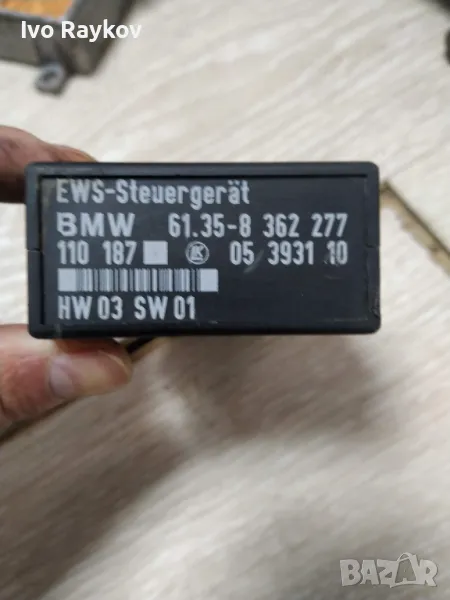 Ivo Raykov
EWS-Steuergerät
BMW 61.35-8 362 277
110 187 05 3931 10
HW 03 SW 01
bazar